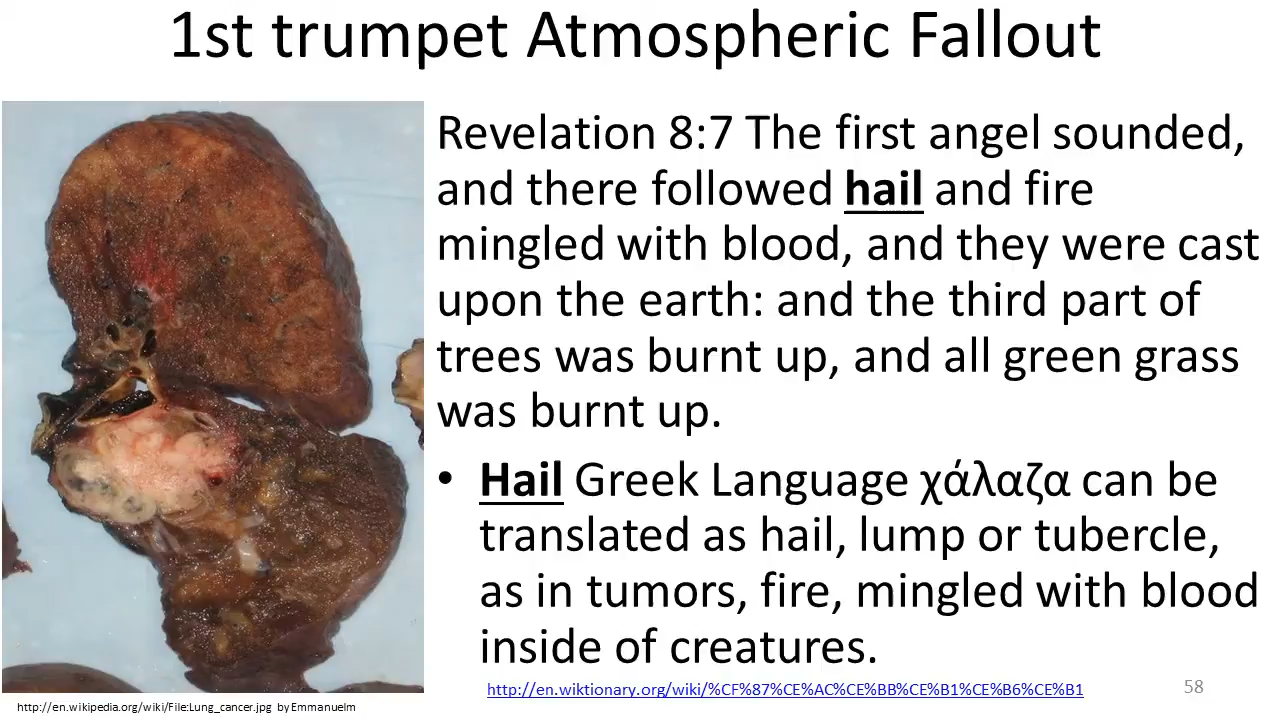 1st trumpet Atmospheric Fallout
Revelation 8:7 The first angel sounded,
and there followed hail and fire
mingled with blood, and they were cast
upon the earth: and the third part of
trees was burnt up, and all green grass
was burnt up.
• Hail Greek Language χάλαζα can be
translated as hail, lump or tubercle,
as in tumors, fire, mingled with blood
inside of creatures.
http://en.wiktionary.org/wiki/%CF%87%CE%AC%CE%BB%CE%B1%CE%B6%CE%B1
58
http://en.wikipedia.org/wiki/File:Lung_cancer.jpg by Emmanuelm